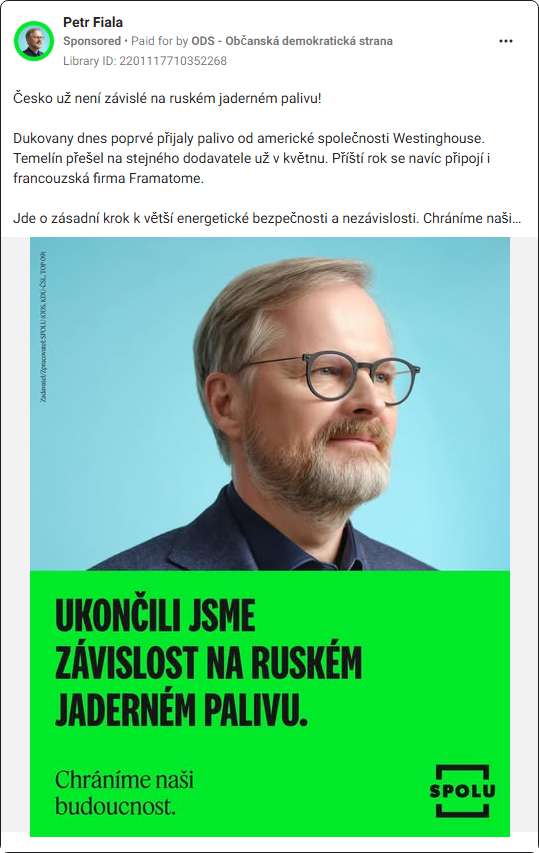 Petr Fiala
Sponsored • Paid for by ODS - Občanská demokratická strana
Library ID: 2201117710352268
Česko už není závislé na ruském jaderném palivu!
Dukovany dnes poprvé přijaly palivo od americké společnosti Westinghouse.
Temelín přešel na stejného dodavatele už v květnu. Příští rok se navíc připojí i
francouzská firma Framatome.
Jde o zásadní krok k větší energetické bezpečnosti a nezávislosti. Chráníme naši…
Zadavatel/Zpracovatel: SPOLU (ODS, KDU-ČSL, TOP 09)
UKONČILI JSME
ZÁVISLOST NA RUSKÉM
JADERNÉM PALIVU.
Chráníme naši
budoucnost.
SPOLU